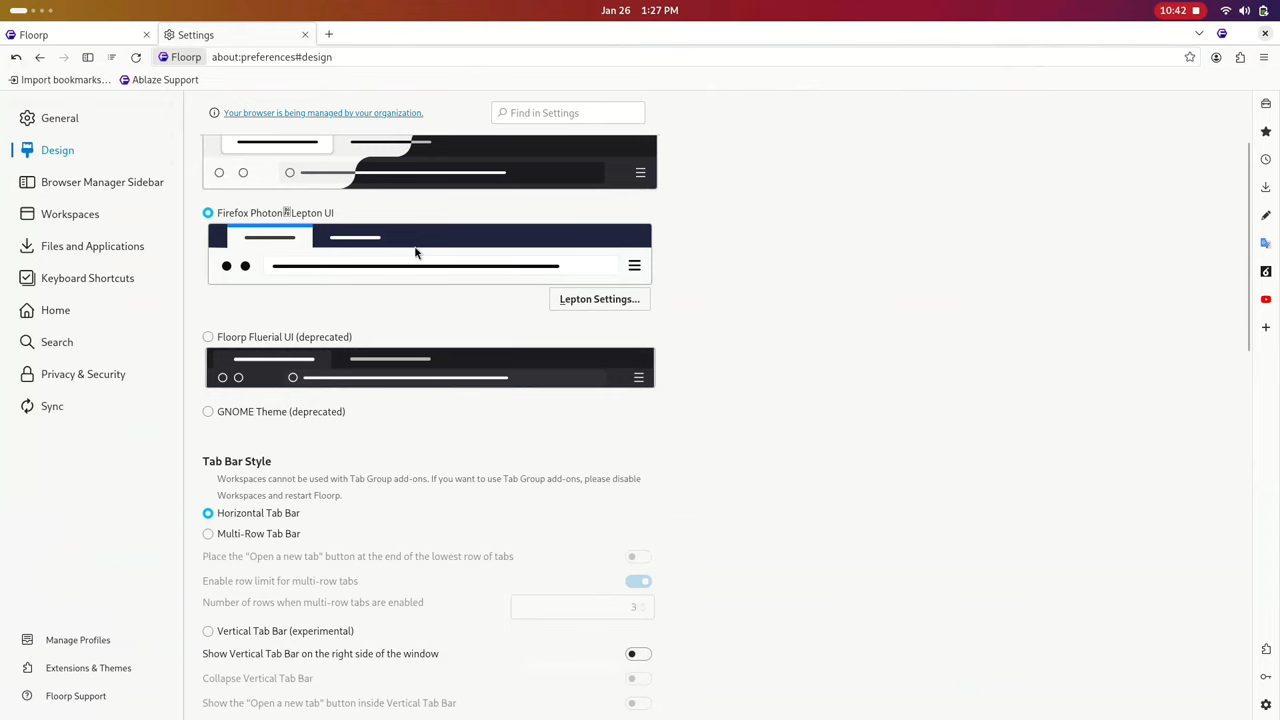 Jan 26 1:27 PM
10:42
Floorp
Settings
Floorp
about:preferences#design
Import bookmarks...
Ablaze Support
Your browser is being managed by your organization.
Find in Settings
General
Design
Browser Manager Sidebar
Workspaces
Files and Applications
Keyboard Shortcuts
Home
Search
Privacy & Security
Sync
Manage Profiles
Extensions & Themes
Floorp Support
Firefox Photon Lepton UI
Lepton Settings...
Floorp Fluerial UI (deprecated)
GNOME Theme (deprecated)
Tab Bar Style
Workspaces cannot be used with Tab Group add-ons. If you want to use Tab Group add-ons, please disable
Workspaces and restart Floorp.
Horizontal Tab Bar
Multi-Row Tab Bar
Place the "Open a new tab" button at the end of the lowest row of tabs
Enable row limit for multi-row tabs
Number of rows when multi-row tabs are enabled
3
Vertical Tab Bar (experimental)
Show Vertical Tab Bar on the right side of the window
Collapse Vertical Tab Bar
Show the "Open a new tab" button inside Vertical Tab Bar